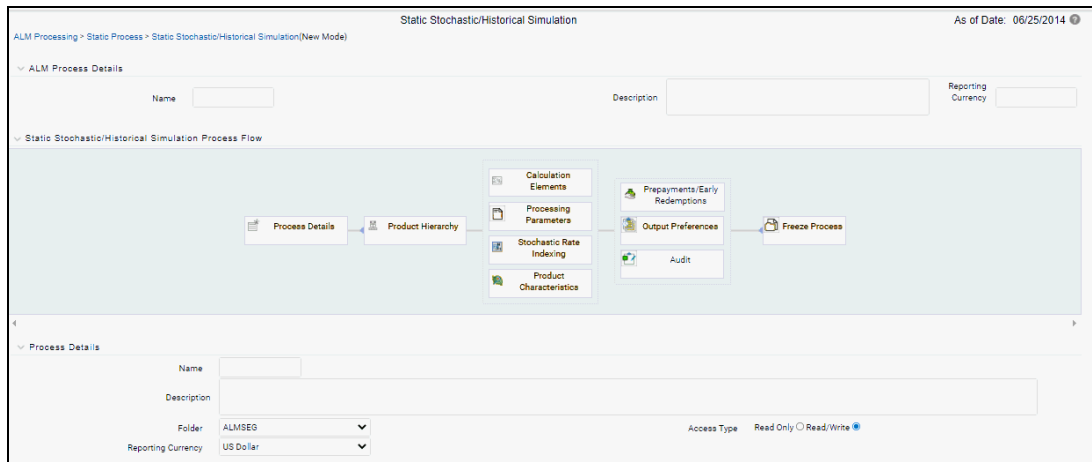 Static Stochastic/Historical Simulation
As of Date: 06/25/2014
ALM Processing > Static Process > Static Stochastic/Historical Simulation(New Mode)
ALM Process Details
Name
Description
Reporting
Currency
Static Stochastic/Historical Simulation Process Flow
Process Details
Product Hierarchy
Calculation
Elements
Processing
Parameters
Stochastic Rate
Indexing
Product
Characteristics
Prepayments/Early
Redemptions
Output Preferences
Audit
Freeze Process
Process Details
Name
Description
Folder ALMSEG
Access Type Read Only Read/Write
Reporting Currency US Dollar